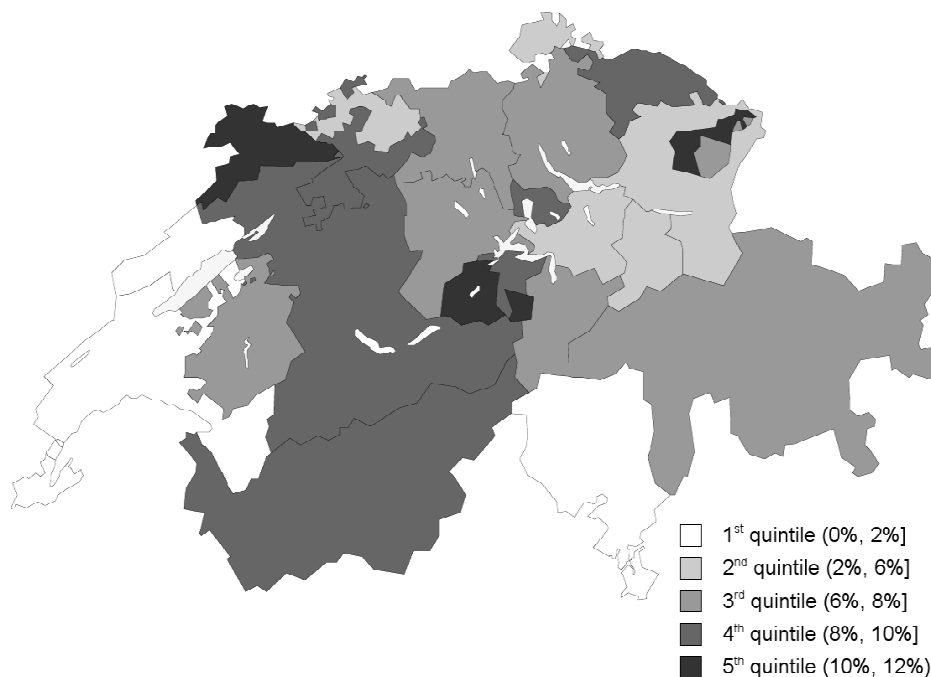 1st quintile (0%, 2%]
2nd quintile (2%, 6%]
3rd quintile (6%, 8%]
4th quintile (8%, 10%]
5th quintile (10%, 12%)